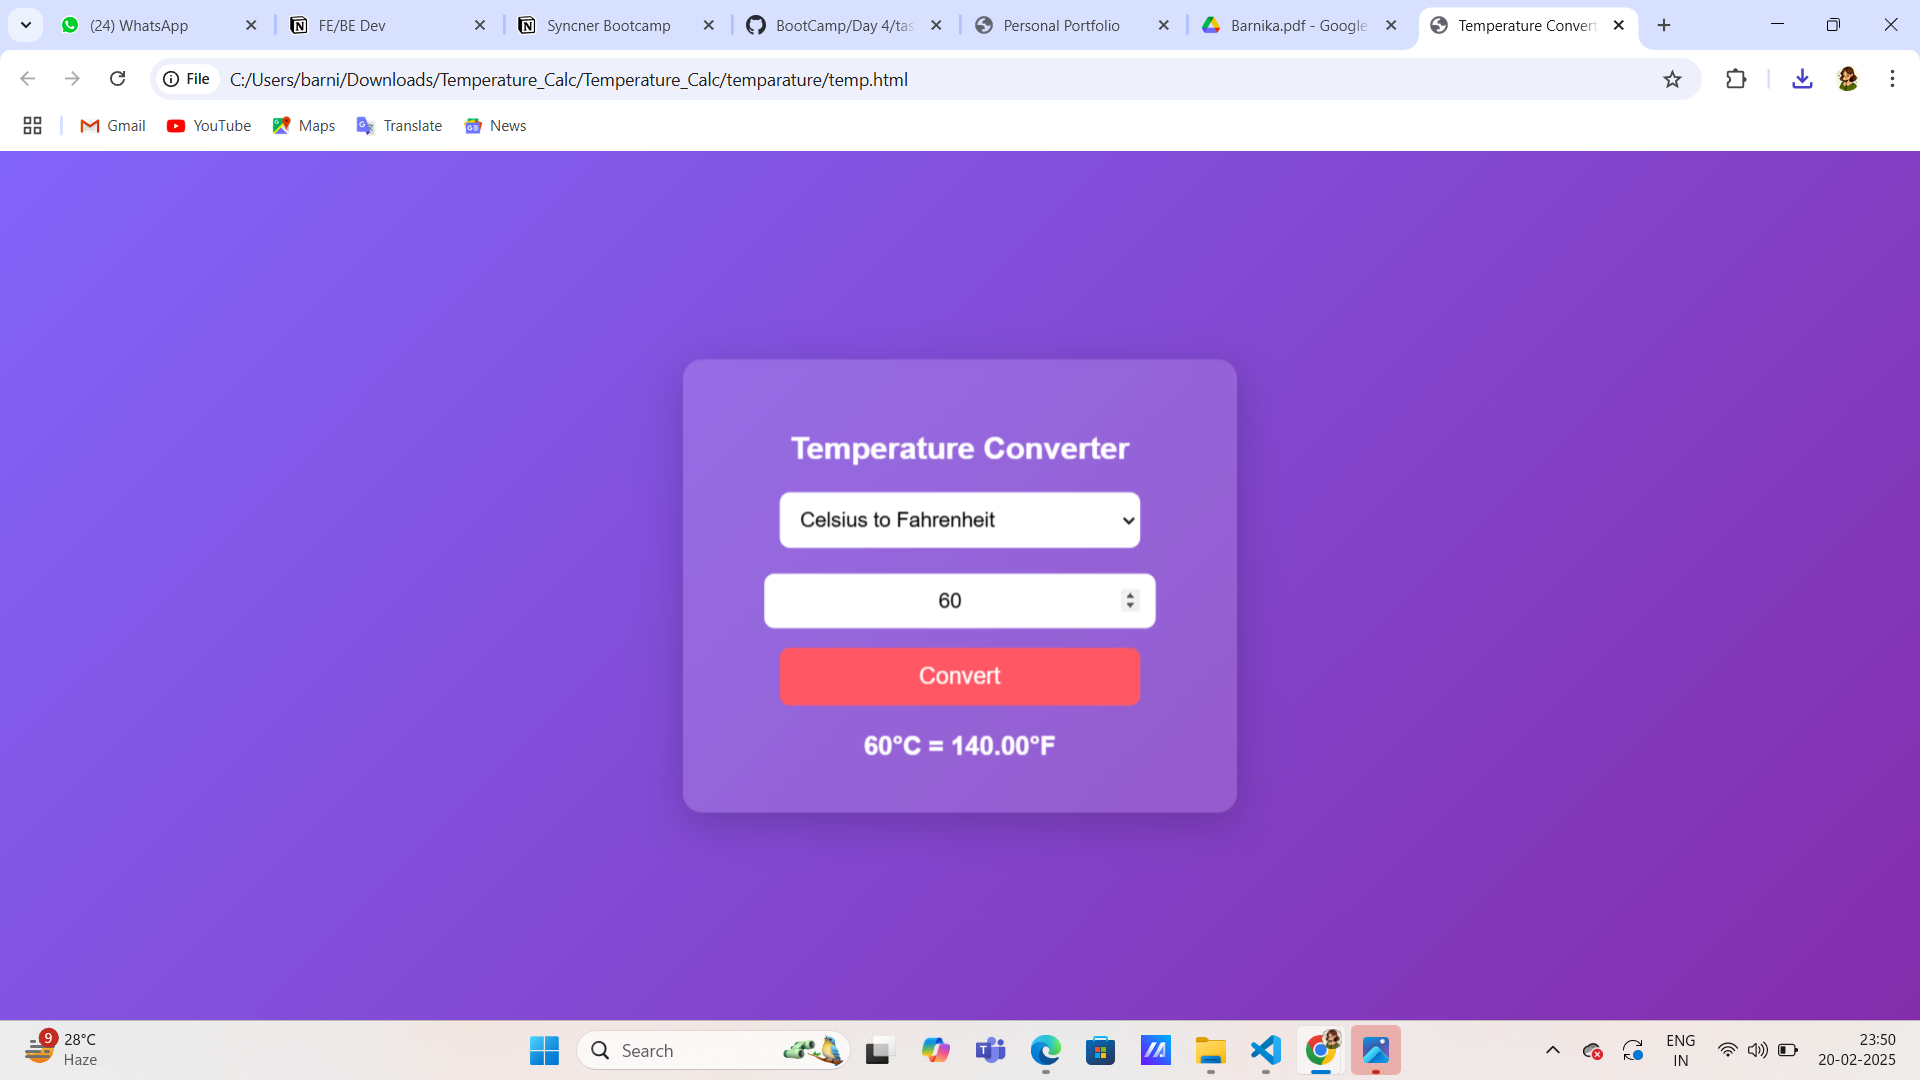 (24) WhatsApp
FE/BE Dev
Syncner Bootcamp
BootCamp/Day 4/tas
Personal Portfolio
Barnika.pdf - Google
Temperature Convert
File
C:/Users/barni/Downloads/Temperature_Calc/Temperature_Calc/temparature/temp.html
Gmail
YouTube
Maps
Translate
News
Temperature Converter
Celsius to Fahrenheit
60
Convert
60°C = 140.00°F
9
28°C
Haze
Search
ENG
IN
23:50
20-02-2025